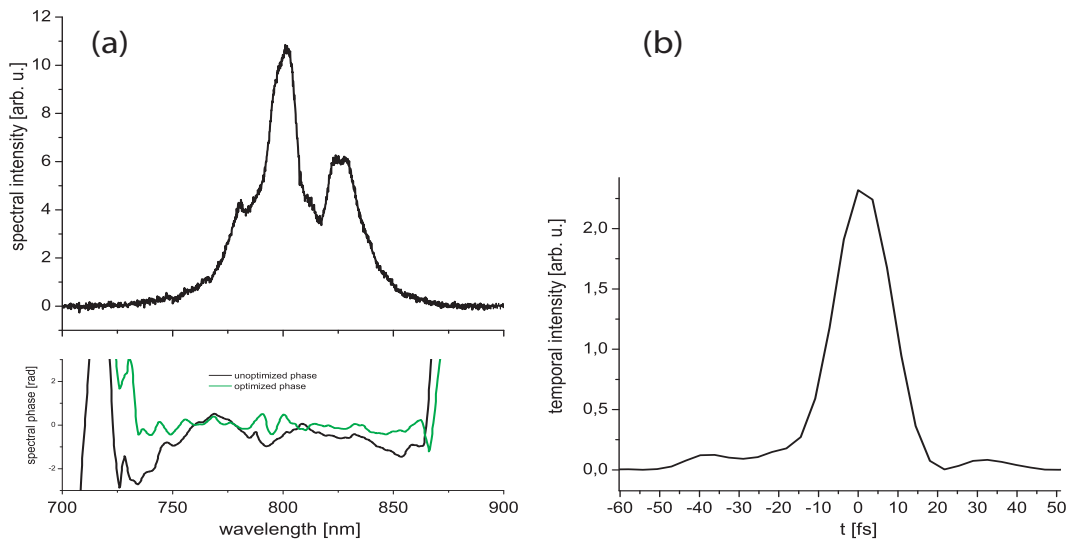 (a)
12
10
8
6
4
2
0
spectral intensity [arb. u.]
unoptimized phase
optimized phase
2
0
-2
spectral phase [rad]
700
750
800
850
900
wavelength [nm]
(b)
2,0
1,5
1,0
0,5
0,0
temporal intensity [arb. u.]
-60 -50 -40 -30 -20 -10 0 10 20 30 40 50
t [fs]